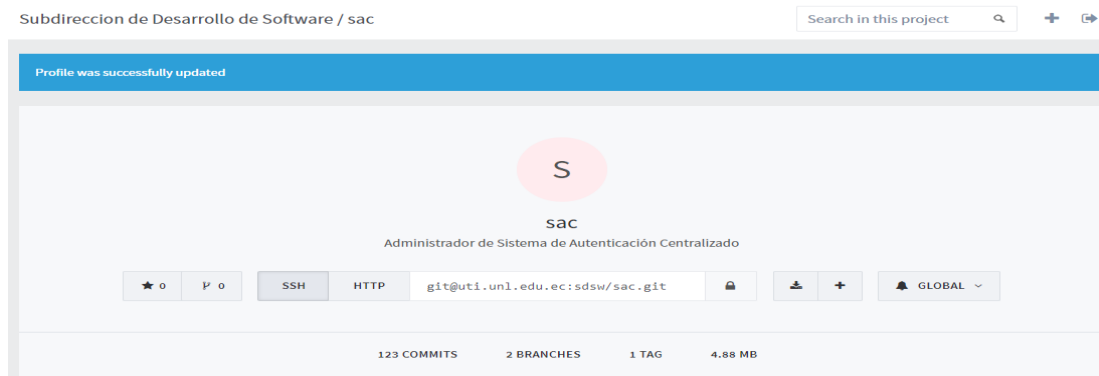 Subdireccion de Desarrollo de Software / sac
Search in this project
Profile was successfully updated
S
sac
Administrador de Sistema de Autenticación Centralizado
0 0 SSH HTTP git@uti.unl.edu.ec:sdsw/sac.git GLOBAL
123 COMMITS 2 BRANCHES 1 TAG 4.88 MB